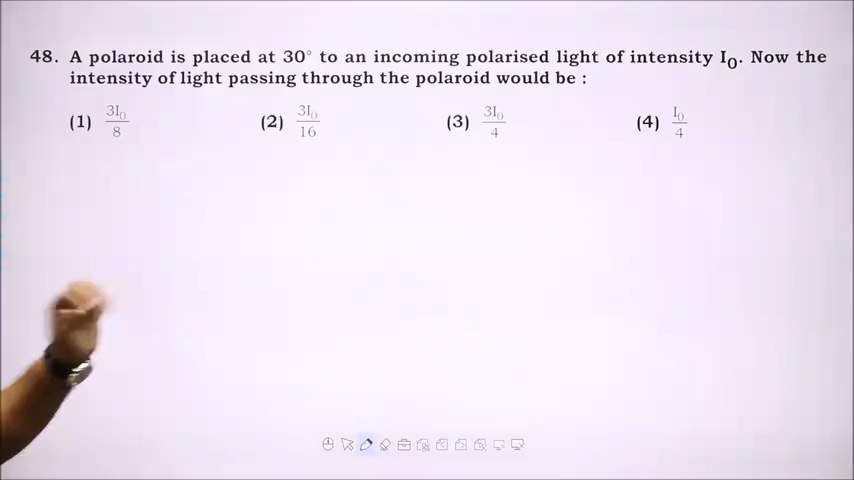 48. A polaroid is placed at 30° to an incoming polarised light of intensity I₀. Now the
intensity of light passing through the polaroid would be :
(1) 3I₀/8 (2) 3I₀/16 (3) 3I₀/4 (4) I₀/4